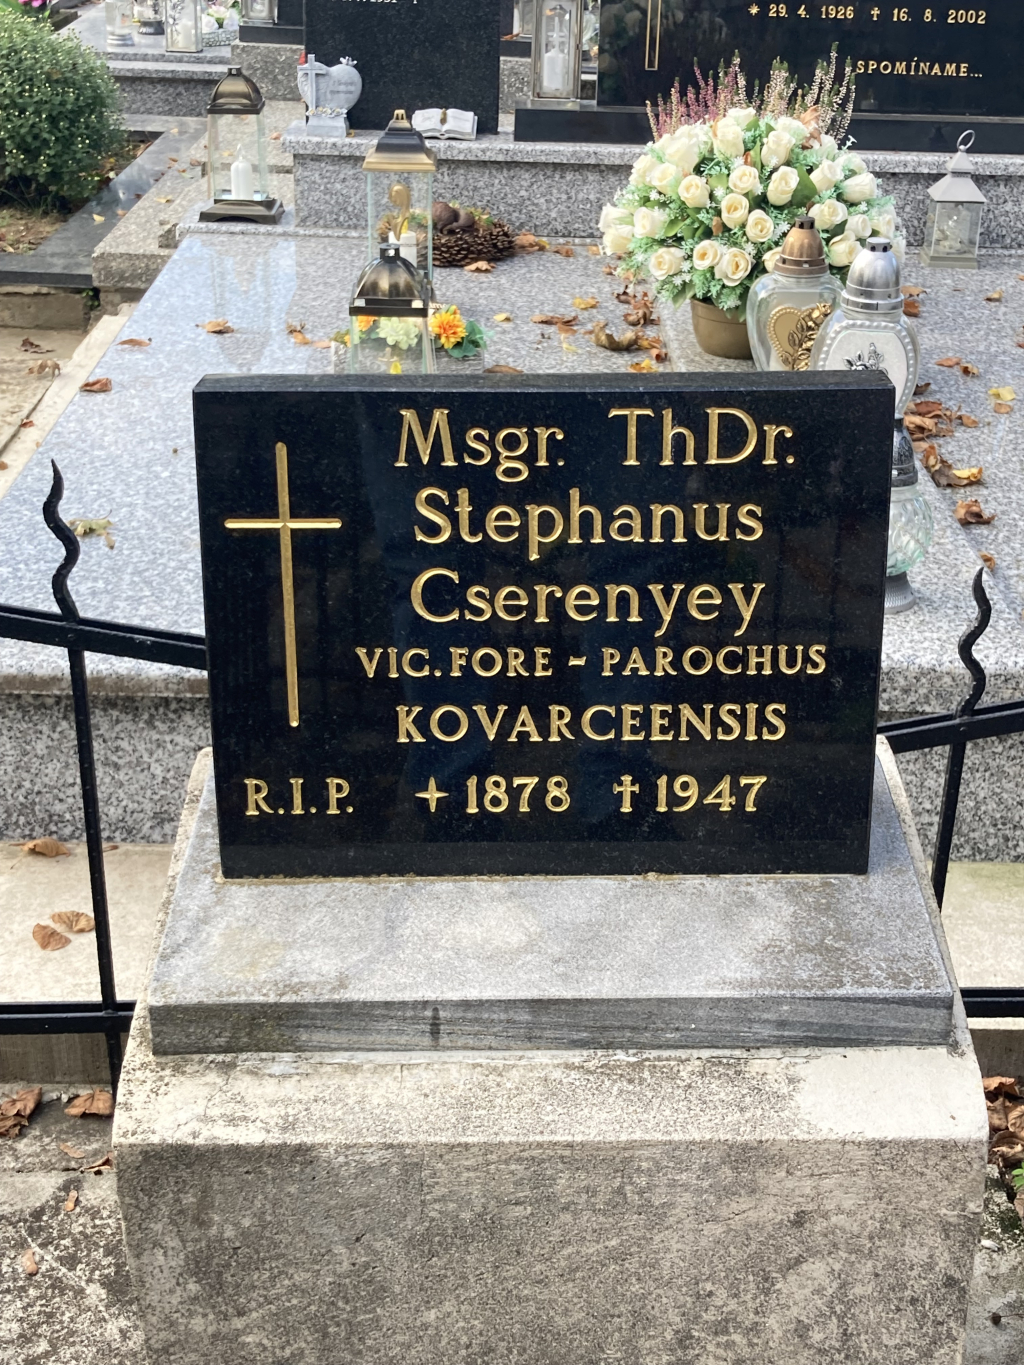 * 29. 4. 1926 † 16. 8. 2002
SPOMÍNAME...
Msgr. ThDr.
Stephanus
Cserenyey
VIC.FORE - PAROCHUS
KOVARCEENSIS
R.I.P. + 1878 † 1947